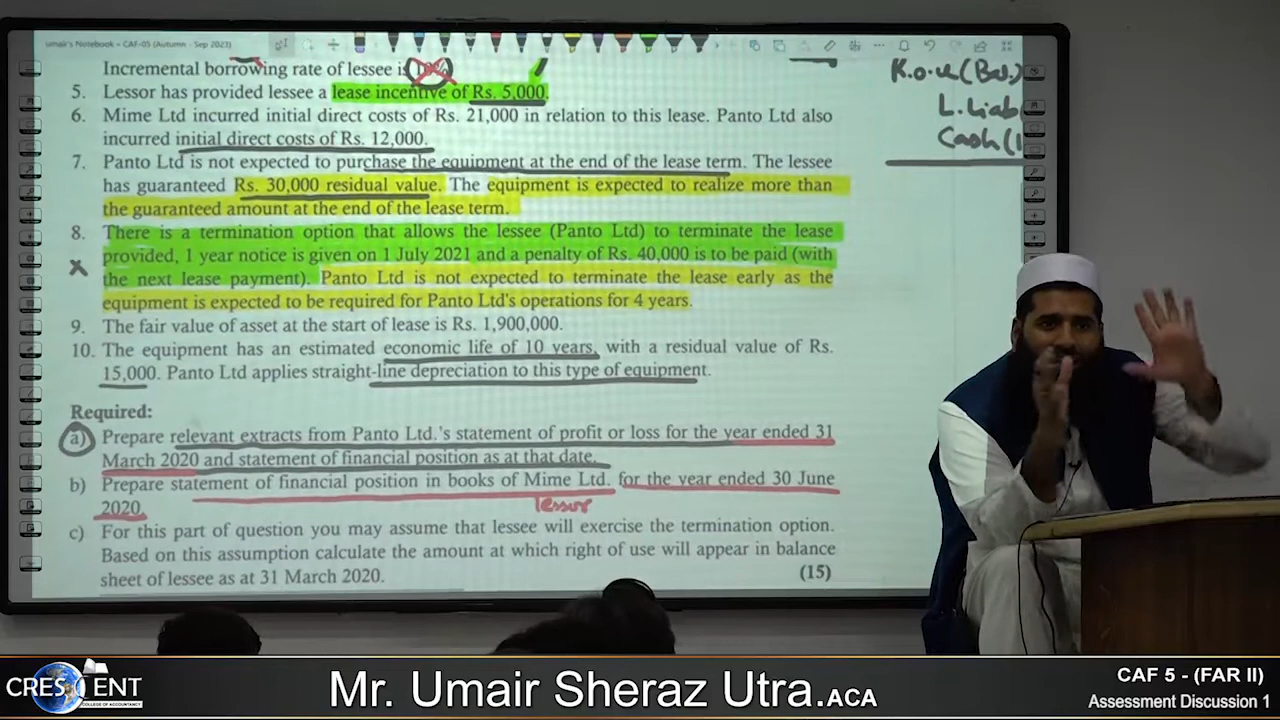 umair's Notebook – CAF-05 (Autumn - Sep 2023)
Incremental borrowing rate of lessee is
5. Lessor has provided lessee a lease incentive of Rs. 5,000.
6. Mime Ltd incurred initial direct costs of Rs. 21,000 in relation to this lease. Panto Ltd also
incurred initial direct costs of Rs. 12,000.
7. Panto Ltd is not expected to purchase the equipment at the end of the lease term. The lessee
has guaranteed Rs. 30,000 residual value. The equipment is expected to realize more than
the guaranteed amount at the end of the lease term.
8. There is a termination option that allows the lessee (Panto Ltd) to terminate the lease
provided, 1 year notice is given on 1 July 2021 and a penalty of Rs. 40,000 is to be paid (with
the next lease payment). Panto Ltd is not expected to terminate the lease early as the
equipment is expected to be required for Panto Ltd's operations for 4 years.
9. The fair value of asset at the start of lease is Rs. 1,900,000.
10. The equipment has an estimated economic life of 10 years, with a residual value of Rs.
15,000. Panto Ltd applies straight-line depreciation to this type of equipment.
Required:
a) Prepare relevant extracts from Panto Ltd.'s statement of profit or loss for the year ended 31
March 2020 and statement of financial position as at that date.
b) Prepare statement of financial position in books of Mime Ltd. for the year ended 30 June
2020.
lessor
c) For this part of question you may assume that lessee will exercise the termination option.
Based on this assumption calculate the amount at which right of use will appear in balance
sheet of lessee as at 31 March 2020. (15)
R.o.u (Bal.)
L. Liab
Cash (1
CRESCENT
COLLEGE OF ACCOUNTANCY
Mr. Umair Sheraz Utra.ACA
CAF 5 - (FAR II)
Assessment Discussion 1